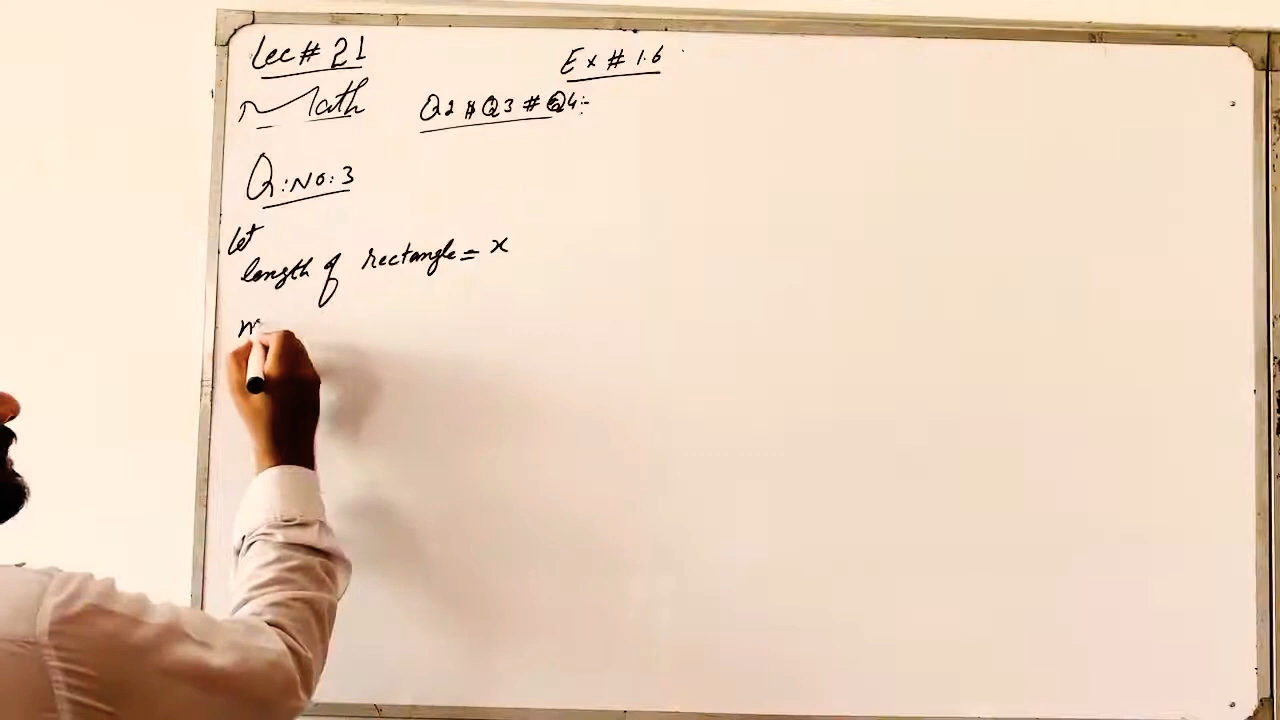 Lec # 21
Ex # 1.6
Math
Q2 # Q3 # Q4:-
Q:No:3
let
length of rectangle = x